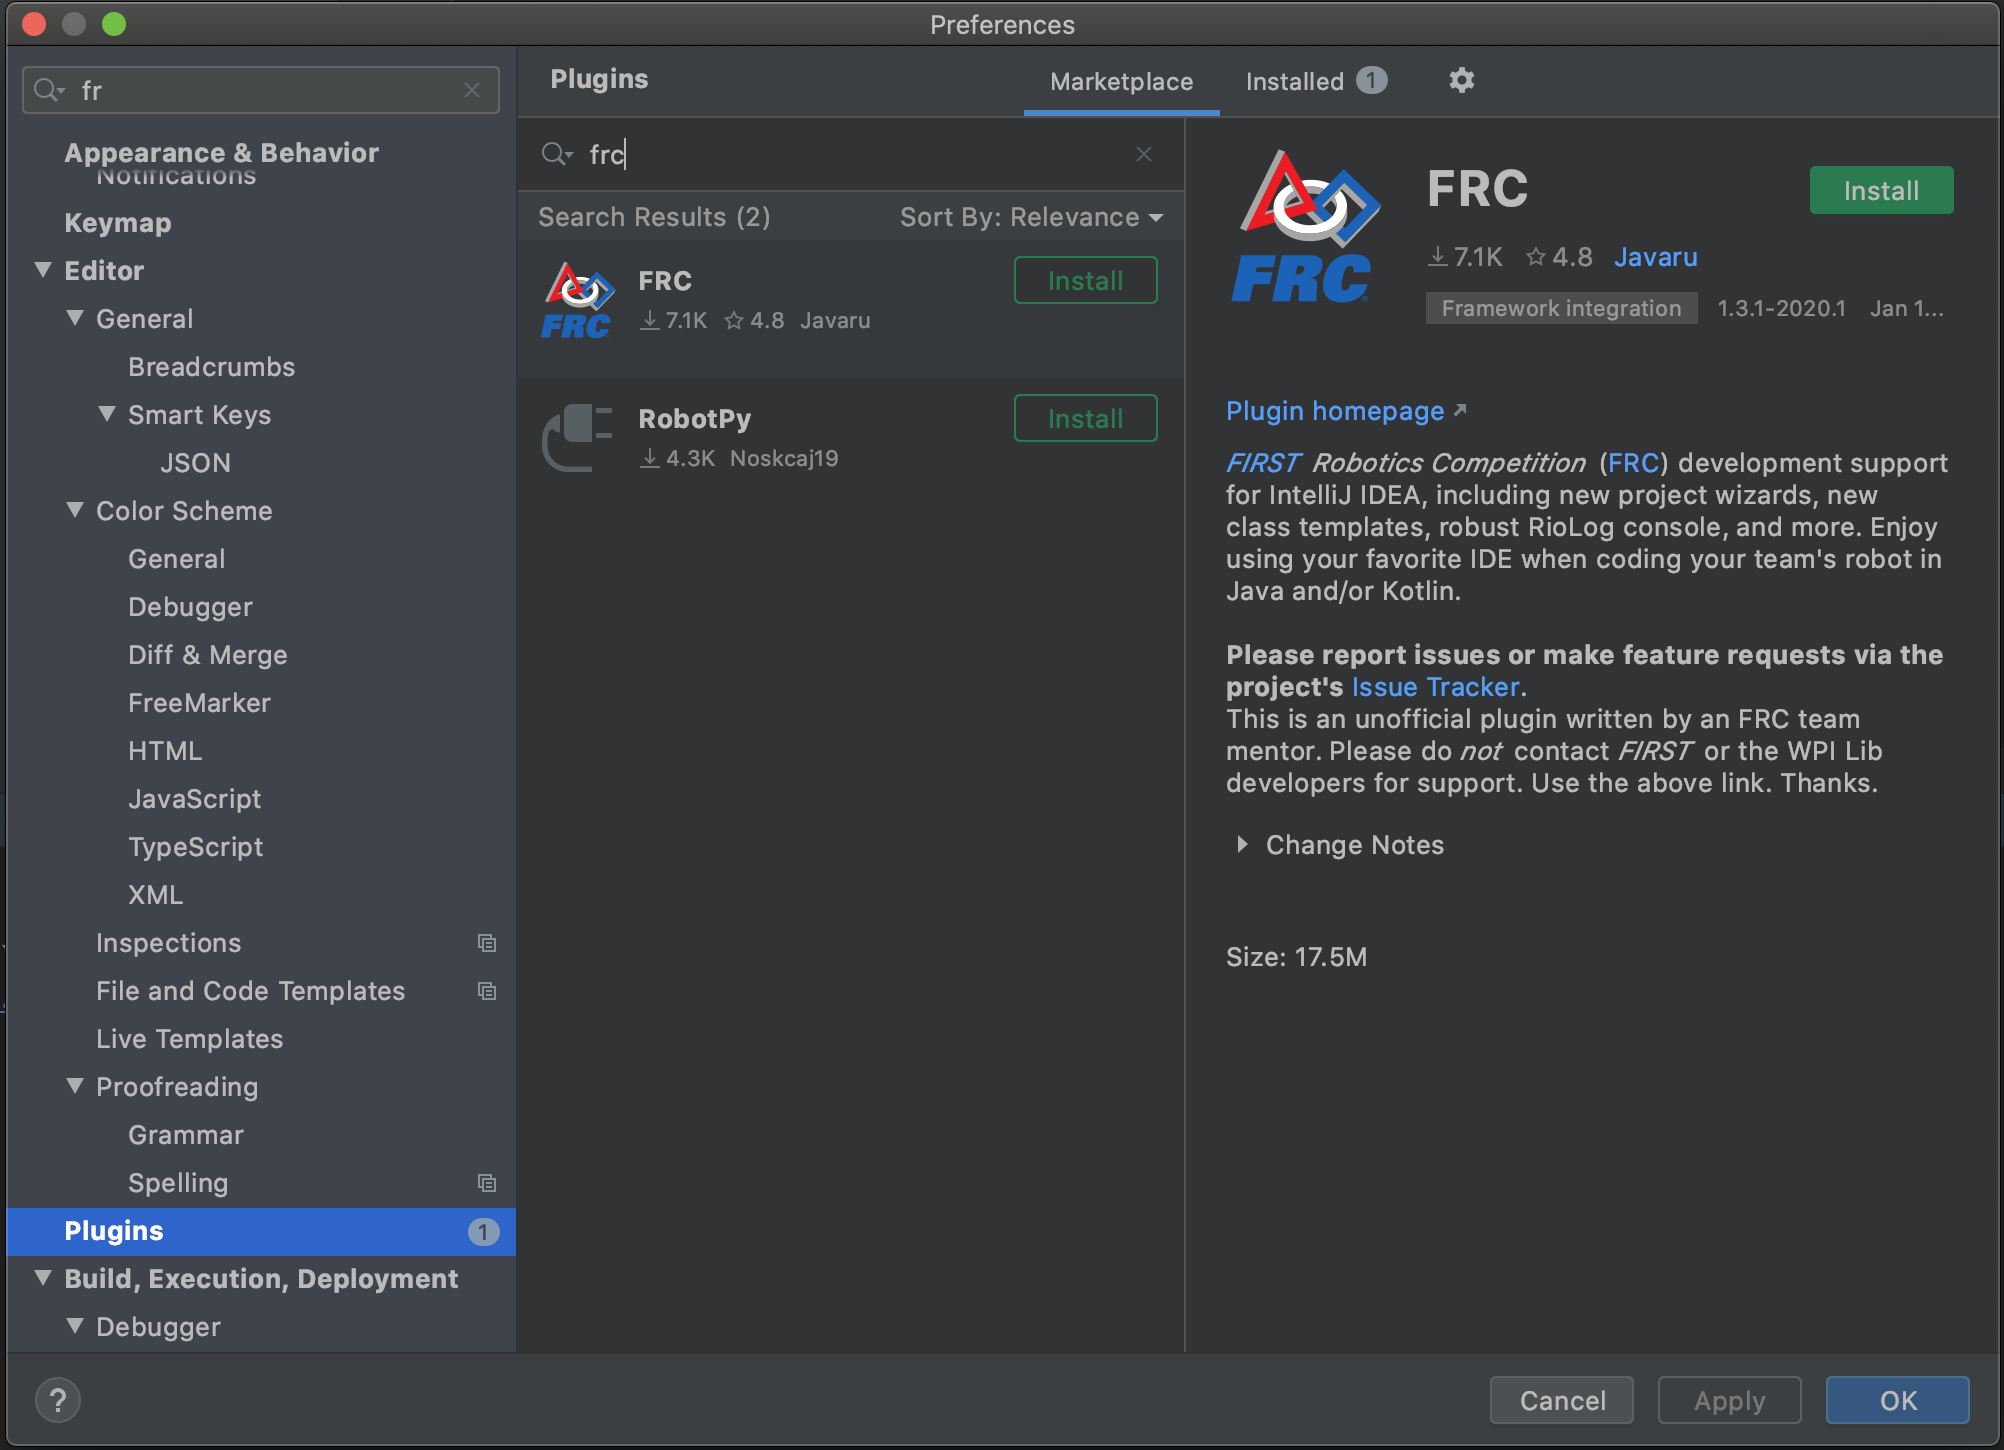 Preferences
fr
Appearance & Behavior
Notifications
Keymap
Editor
General
Breadcrumbs
Smart Keys
JSON
Color Scheme
General
Debugger
Diff & Merge
FreeMarker
HTML
JavaScript
TypeScript
XML
Inspections
File and Code Templates
Live Templates
Proofreading
Grammar
Spelling
Plugins 1
Build, Execution, Deployment
Debugger
Plugins
Marketplace
Installed 1
frc
Search Results (2)
Sort By: Relevance
FRC
FRC
7.1K 4.8 Javaru
Install
RobotPy
4.3K Noskcaj19
Install
FRC
FRC
Install
7.1K 4.8 Javaru
Framework integration 1.3.1-2020.1 Jan 1...
Plugin homepage
FIRST Robotics Competition (FRC) development support
for IntelliJ IDEA, including new project wizards, new
class templates, robust RioLog console, and more. Enjoy
using your favorite IDE when coding your team's robot in
Java and/or Kotlin.
Please report issues or make feature requests via the
project's Issue Tracker.
This is an unofficial plugin written by an FRC team
mentor. Please do not contact FIRST or the WPI Lib
developers for support. Use the above link. Thanks.
Change Notes
Size: 17.5M
?
Cancel
Apply
OK